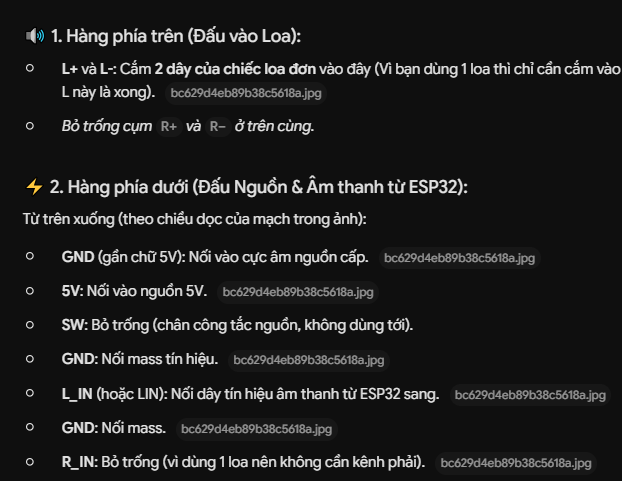 🔊 1. Hàng phía trên (Đấu vào Loa):
L+ và L-: Cắm 2 dây của chiếc loa đơn vào đây (Vì bạn dùng 1 loa thì chỉ cần cắm vào
L này là xong). bc629d4eb89b38c5618a.jpg
Bỏ trống cụm R+ và R− ở trên cùng.
⚡ 2. Hàng phía dưới (Đấu Nguồn & Âm thanh từ ESP32):
Từ trên xuống (theo chiều dọc của mạch trong ảnh):
GND (gần chữ 5V): Nối vào cực âm nguồn cấp. bc629d4eb89b38c5618a.jpg
5V: Nối vào nguồn 5V. bc629d4eb89b38c5618a.jpg
SW: Bỏ trống (chân công tắc nguồn, không dùng tới).
GND: Nối mass tín hiệu. bc629d4eb89b38c5618a.jpg
L_IN (hoặc LIN): Nối dây tín hiệu âm thanh từ ESP32 sang. bc629d4eb89b38c5618a.jpg
GND: Nối mass. bc629d4eb89b38c5618a.jpg
R_IN: Bỏ trống (vì dùng 1 loa nên không cần kênh phải). bc629d4eb89b38c5618a.jpg